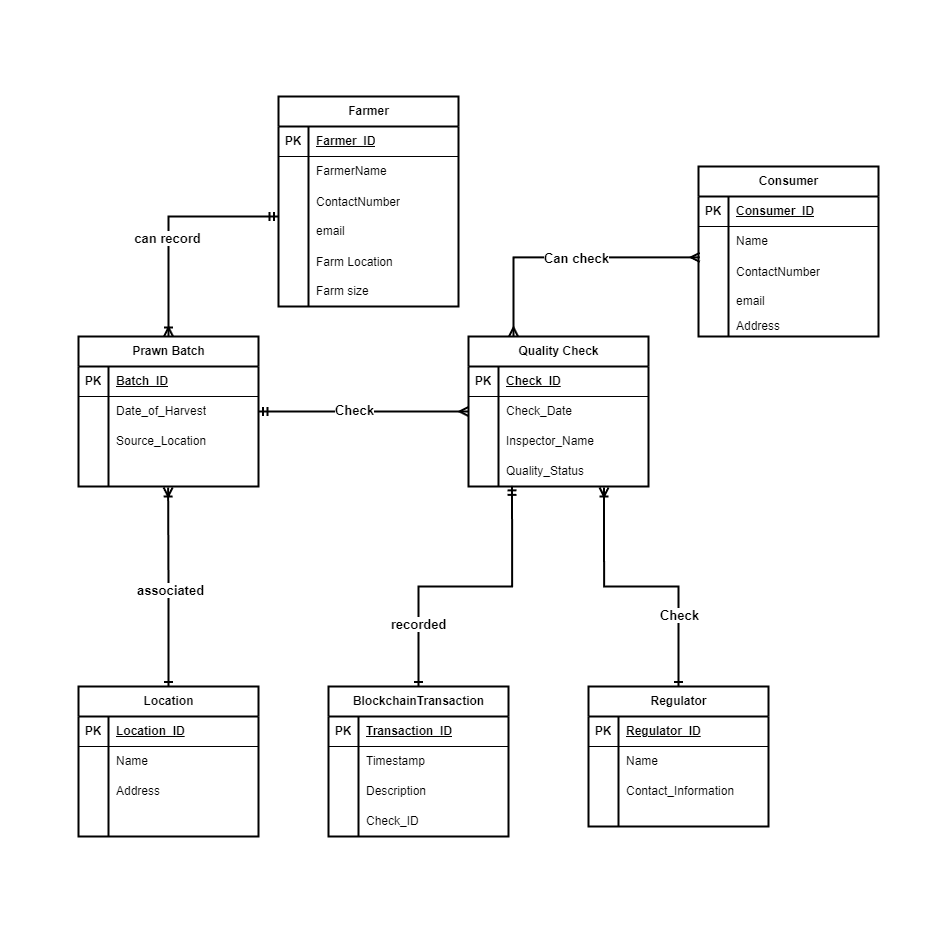 Farmer
PK Farmer_ID
FarmerName
ContactNumber
email
Farm Location
Farm size
Consumer
PK Consumer_ID
Name
ContactNumber
email
Address
can record
Can check
Prawn Batch
PK Batch_ID
Date_of_Harvest
Source_Location
Check
Quality Check
PK Check_ID
Check_Date
Inspector_Name
Quality_Status
associated
recorded
Check
Location
PK Location_ID
Name
Address
BlockchainTransaction
PK Transaction_ID
Timestamp
Description
Check_ID
Regulator
PK Regulator_ID
Name
Contact_Information